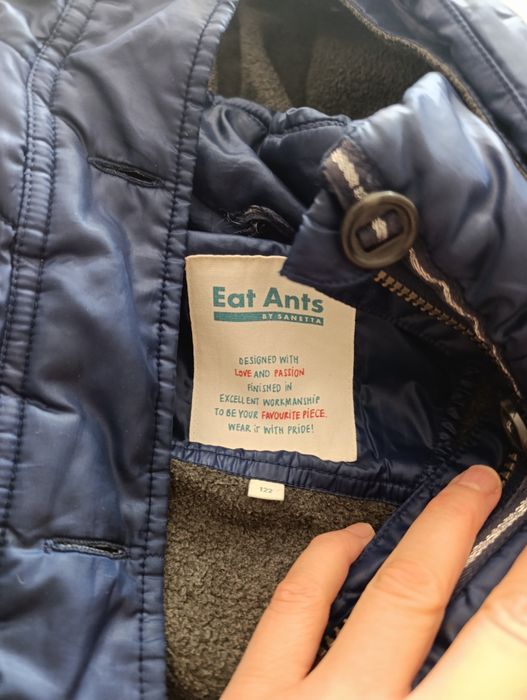 Eat Ants
BY SANETTA
DESIGNED WITH
LOVE AND PASSION
FINISHED IN
EXCELLENT WORKMANSHIP
TO BE YOUR FAVOURITE PIECE.
WEAR IT WITH PRIDE!
122